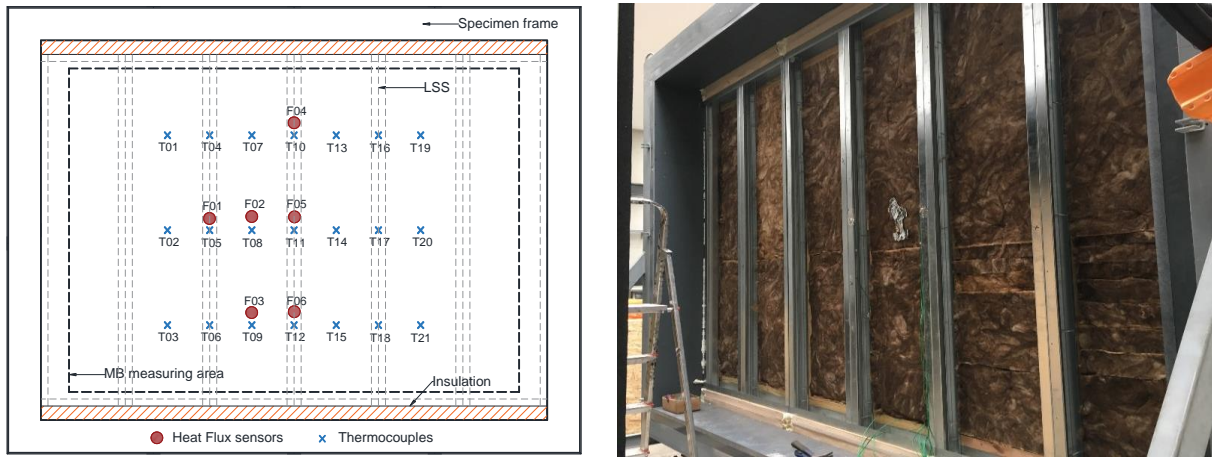 Specimen frame
LSS
F04
T01 T04 T07 T10 T13 T16 T19
F01 F02 F05
T02 T05 T08 T11 T14 T17 T20
F03 F06
T03 T06 T09 T12 T15 T18 T21
MB measuring area
Insulation
Heat Flux sensors Thermocouples